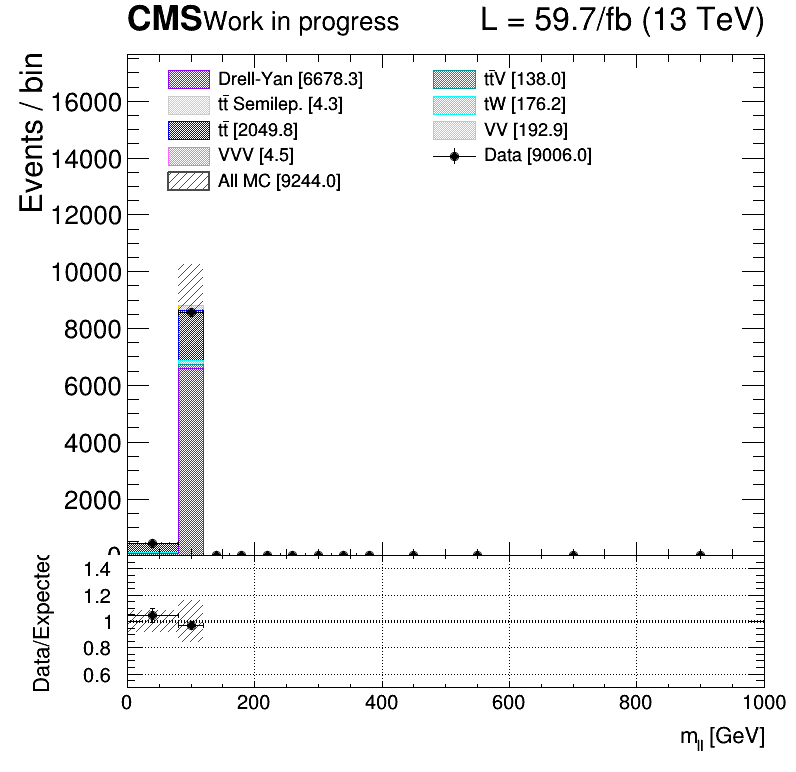 CMS Work in progress L = 59.7/fb (13 TeV)
Events / bin
16000
14000
12000
10000
8000
6000
4000
2000
0
Drell-Yan [6678.3]
tt̄ Semilep. [4.3]
tt̄ [2049.8]
VVV [4.5]
All MC [9244.0]
tt̄V [138.0]
tW [176.2]
VV [192.9]
Data [9006.0]
Data/Expected
1.4
1.2
1
0.8
0.6
0 200 400 600 800 1000
m_ll [GeV]